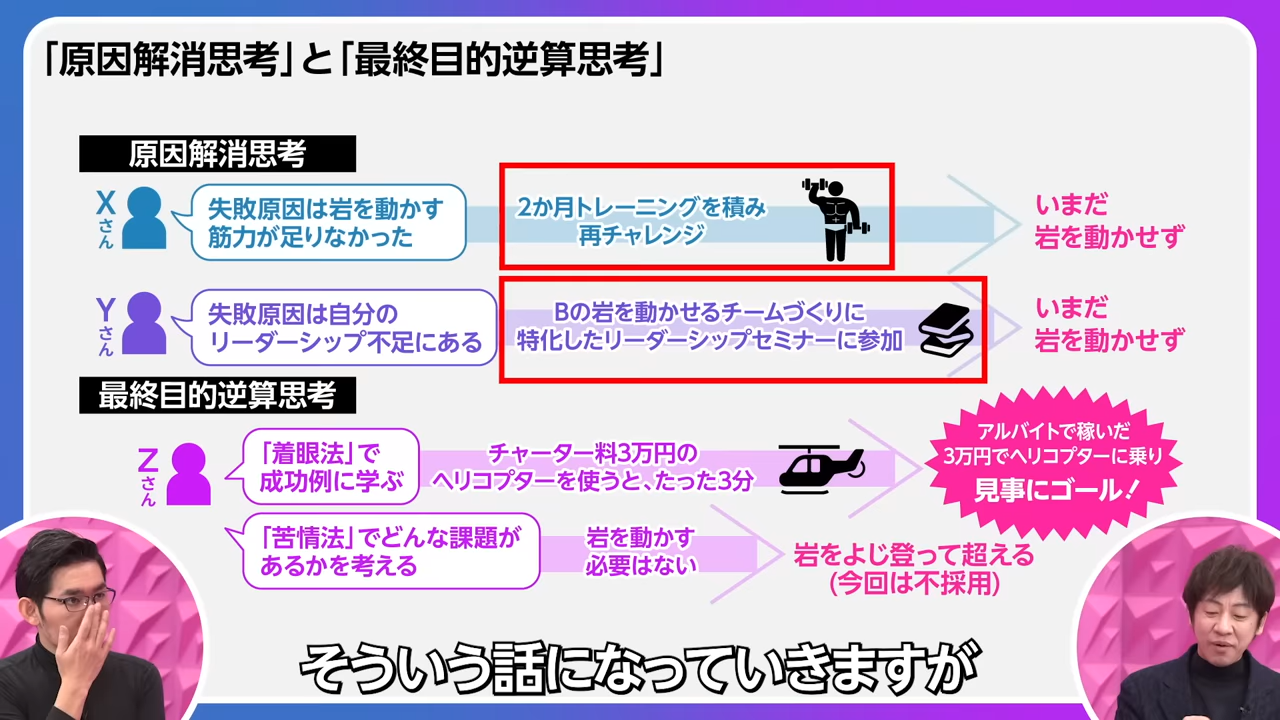 「原因解消思考」と「最終目的逆算思考」
原因解消思考
Xさん
失敗原因は岩を動かす
筋力が足りなかった
2か月トレーニングを積み
再チャレンジ
いまだ
岩を動かせず
Yさん
失敗原因は自分の
リーダーシップ不足にある
Bの岩を動かせるチームづくりに
特化したリーダーシップセミナーに参加
いまだ
岩を動かせず
最終目的逆算思考
Zさん
「着眼法」で
成功例に学ぶ
チャーター料3万円の
ヘリコプターを使うと、たった3分
アルバイトで稼いだ
3万円でヘリコプターに乗り
見事にゴール!
「苦情法」でどんな課題が
あるかを考える
岩を動かす
必要はない
岩をよじ登って超える
(今回は不採用)
そういう話になっていきますが